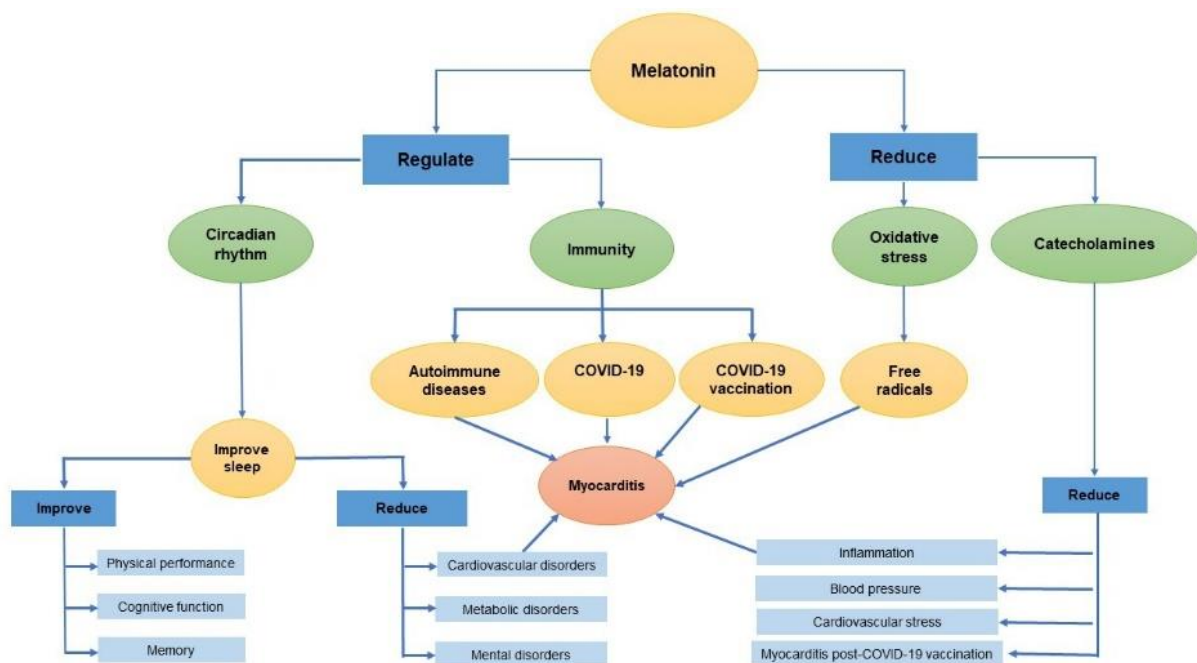 Melatonin
Regulate
Reduce
Circadian
rhythm
Immunity
Oxidative
stress
Catecholamines
Autoimmune
diseases
COVID-19
COVID-19
vaccination
Free
radicals
Improve
sleep
Myocarditis
Improve
Reduce
Reduce
Physical performance
Cognitive function
Memory
Cardiovascular disorders
Metabolic disorders
Mental disorders
Inflammation
Blood pressure
Cardiovascular stress
Myocarditis post-COVID-19 vaccination